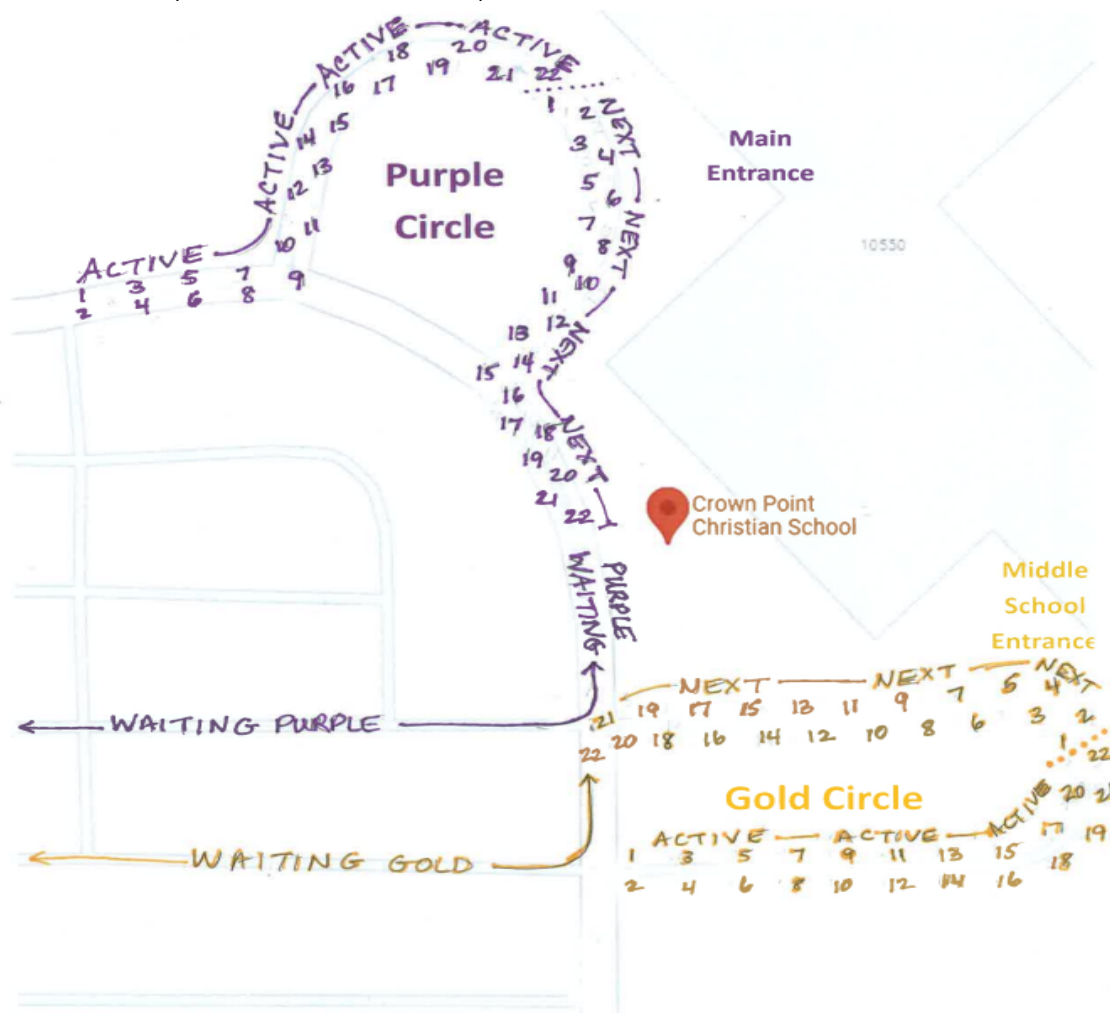 ACTIVE — ACTIVE — ACTIVE — ACTIVE
1 3 5 7 9
2 4 6 8
10 11
12 13
14 15
16 17
18 19
20 21 22
Purple
Circle
NEXT — NEXT — NEXT — NEXT
1 2
3 4
5 6
7 8
9 10
11 12
13 14
15 16
17 18
19 20
21 22
Main
Entrance
10550
Crown Point
Christian School
WAITING
PURPLE
WAITING PURPLE
Middle
School
Entrance
NEXT — NEXT — NEXT
21 19 17 15 13 11 9 7 5 4
22 20 18 16 14 12 10 8 6 3 2
1
22
Gold Circle
ACTIVE — ACTIVE — ACTIVE
20
1 3 5 7 9 11 13 15 17 19
2 4 6 8 10 12 14 16 18
WAITING GOLD